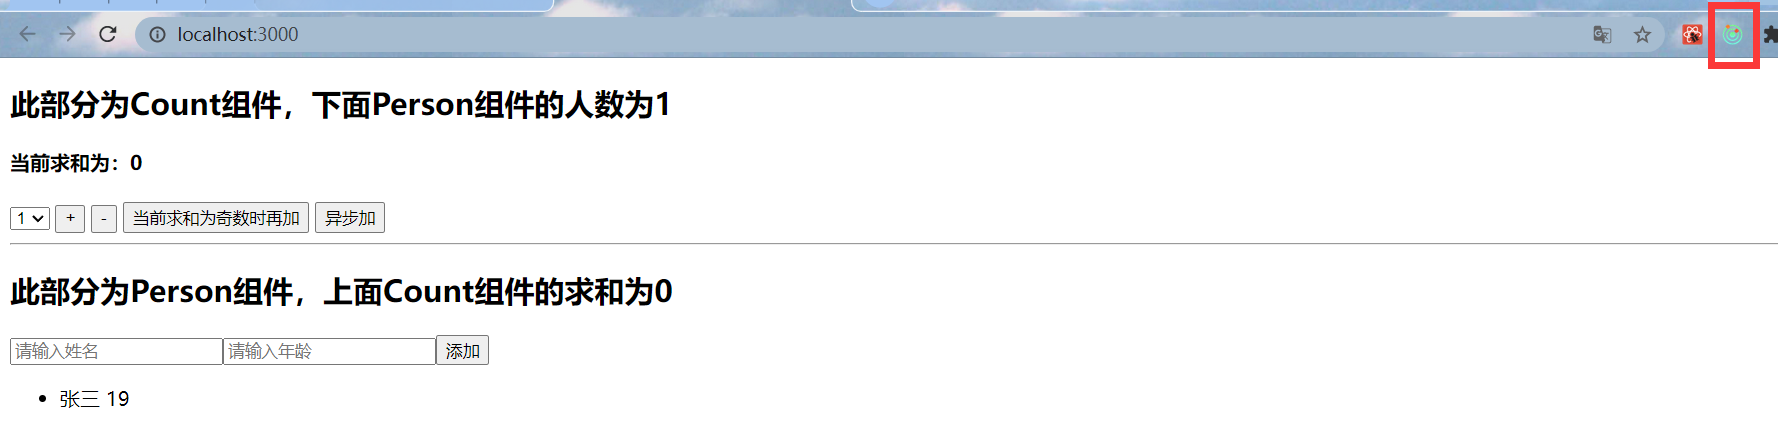 localhost:3000
此部分为Count组件，下面Person组件的人数为1
当前求和为：0
1 + - 当前求和为奇数时再加 异步加
此部分为Person组件，上面Count组件的求和为0
请输入姓名 请输入年龄 添加
张三 19